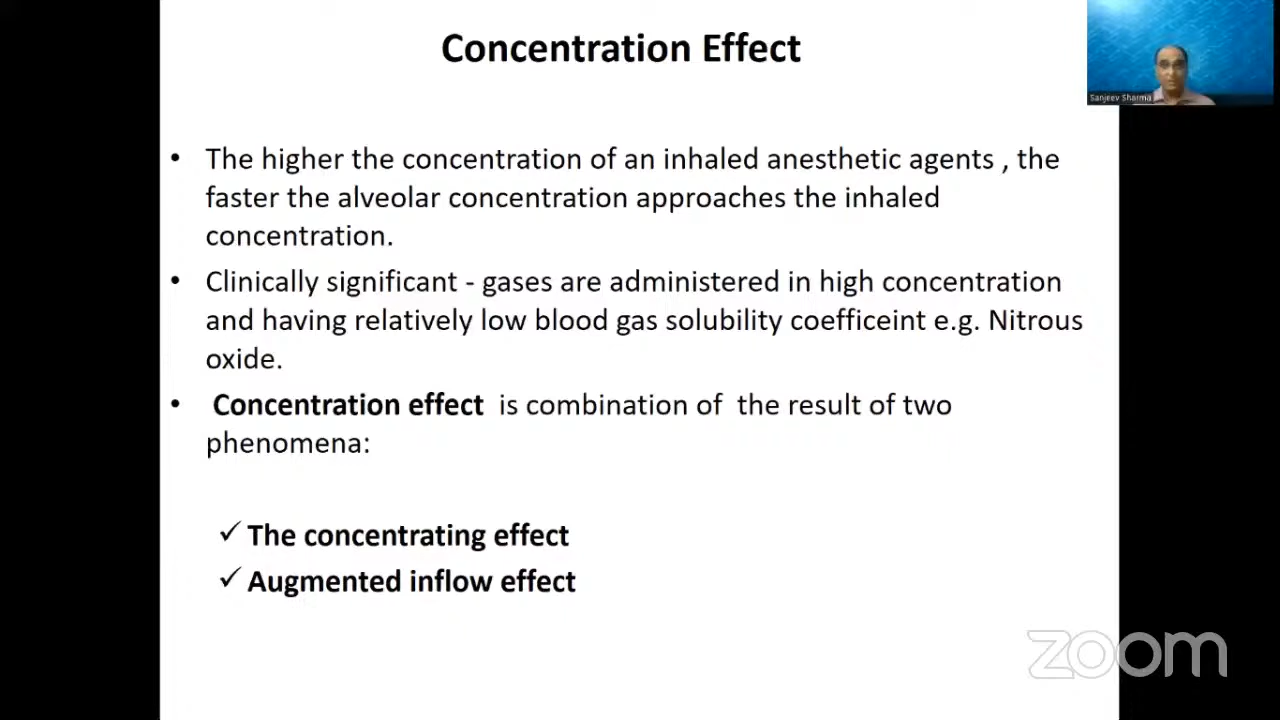 Concentration Effect
Sanjeev Sharma
• The higher the concentration of an inhaled anesthetic agents , the
faster the alveolar concentration approaches the inhaled
concentration.
• Clinically significant - gases are administered in high concentration
and having relatively low blood gas solubility coefficeint e.g. Nitrous
oxide.
• Concentration effect is combination of the result of two
phenomena:
✓ The concentrating effect
✓ Augmented inflow effect
zoom